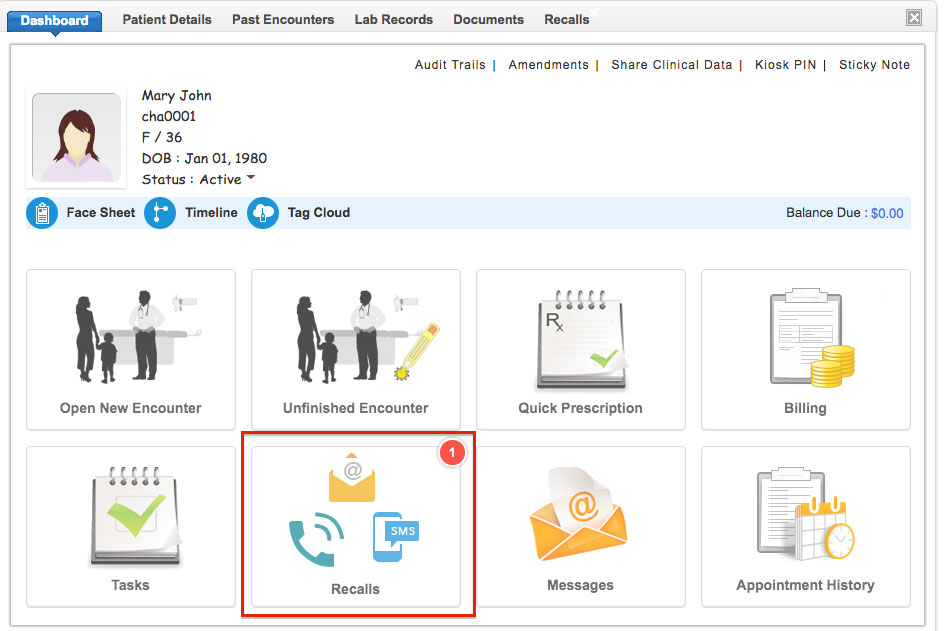 Dashboard Patient Details Past Encounters Lab Records Documents Recalls
Audit Trails | Amendments | Share Clinical Data | Kiosk PIN | Sticky Note
Mary John
cha0001
F / 36
DOB : Jan 01, 1980
Status : Active
Face Sheet Timeline Tag Cloud Balance Due : $0.00
Rx
Open New Encounter Unfinished Encounter Quick Prescription Billing
1
@
@
SMS
Tasks Recalls Messages Appointment History